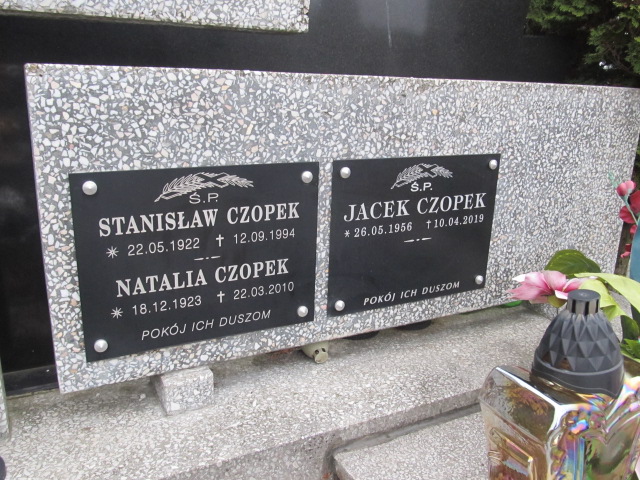 Ś.P.
STANISŁAW CZOPEK
* 22.05.1922 † 12.09.1994
NATALIA CZOPEK
* 18.12.1923 † 22.03.2010
POKÓJ ICH DUSZOM
Ś.P.
JACEK CZOPEK
* 26.05.1956 † 10.04.2019
POKÓJ ICH DUSZOM